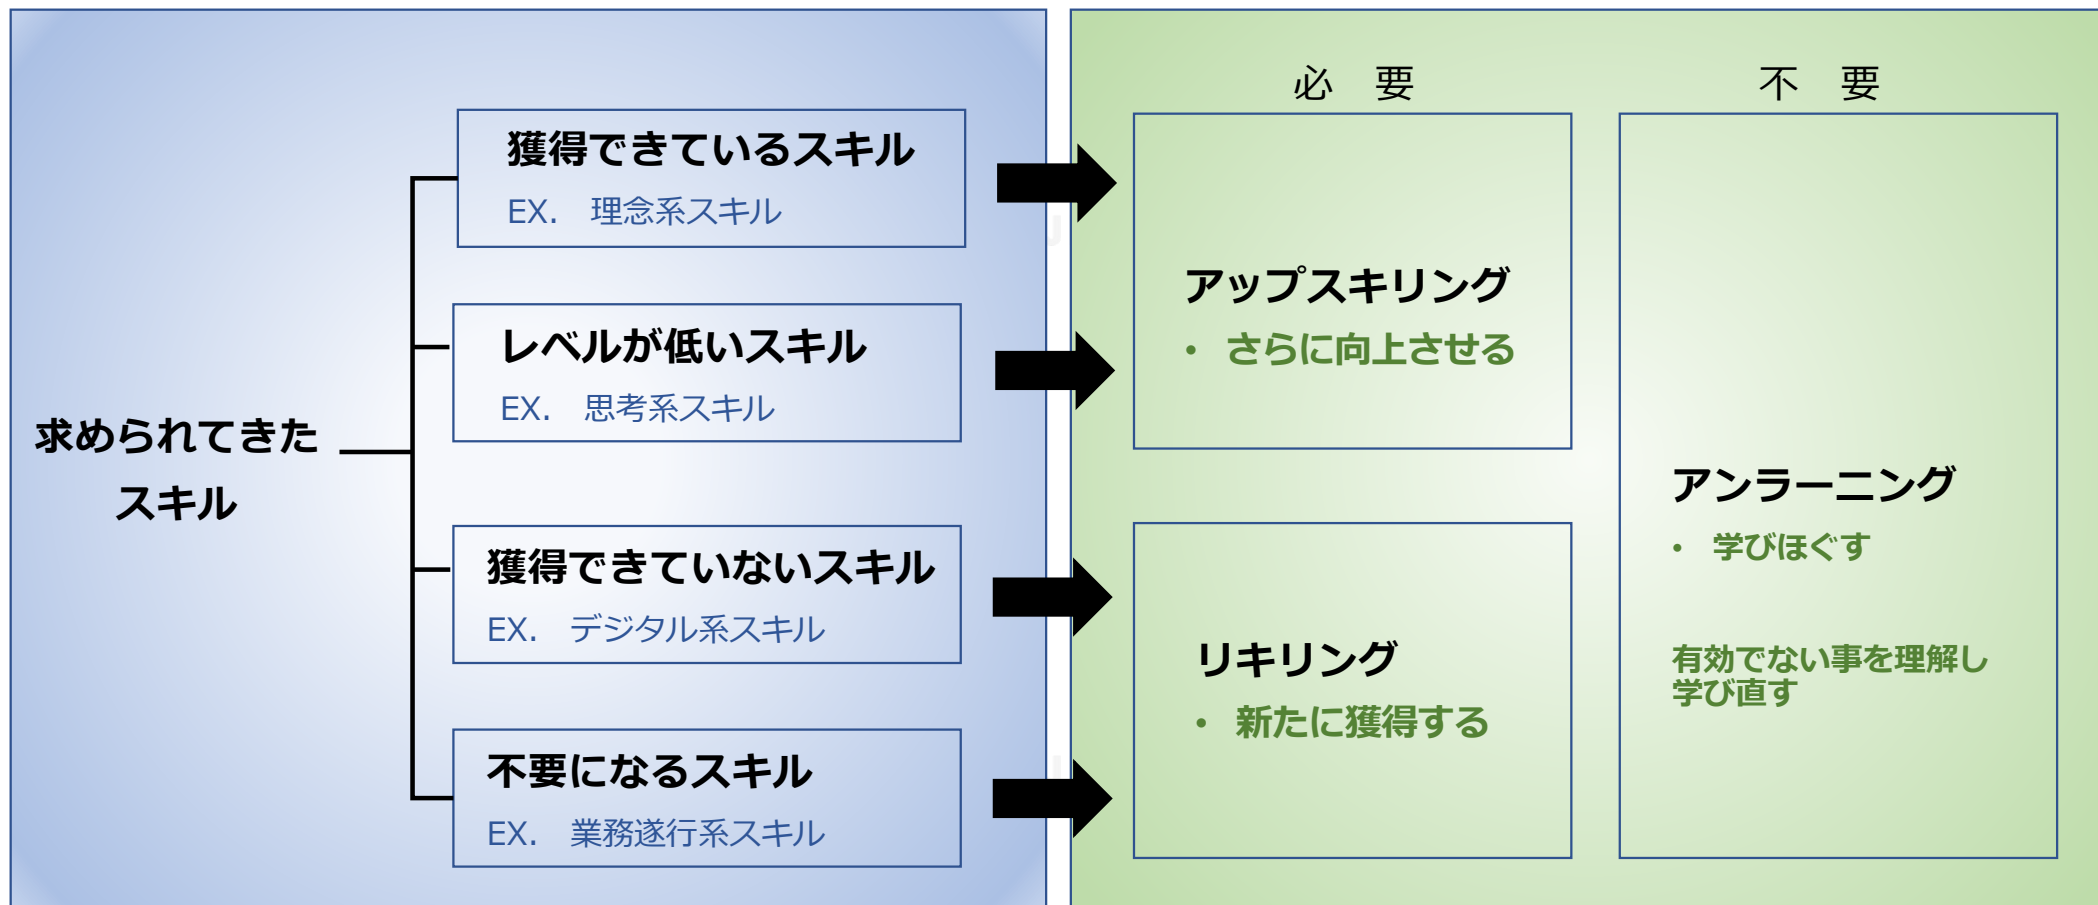 求められてきた
スキル
獲得できているスキル
EX.　理念系スキル
レベルが低いスキル
EX.　思考系スキル
獲得できていないスキル
EX.　デジタル系スキル
不要になるスキル
EX.　業務遂行系スキル
必　要
アップスキリング
• さらに向上させる
リキリング
• 新たに獲得する
不　要
アンラーニング
• 学びほぐす
有効でない事を理解し
学び直す